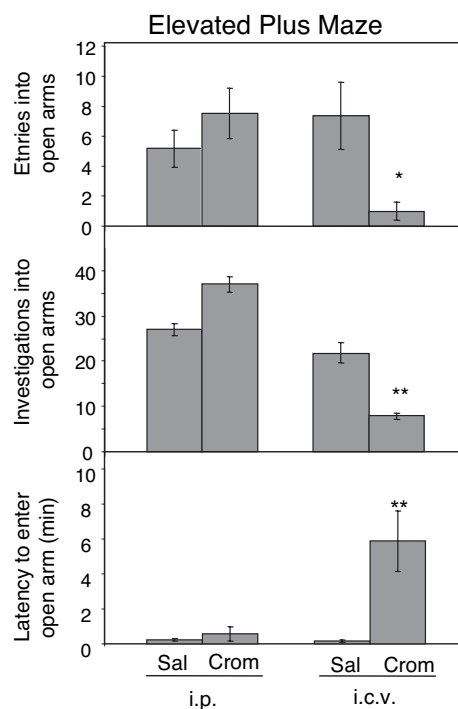 Elevated Plus Maze
Etnries into
open arms
12
10
8
6
4
2
0
*
Investigations into
open arms
40
30
20
10
0
**
Latency to enter
open arm (min)
10
8
6
4
2
0
**
Sal Crom Sal Crom
i.p. i.c.v.